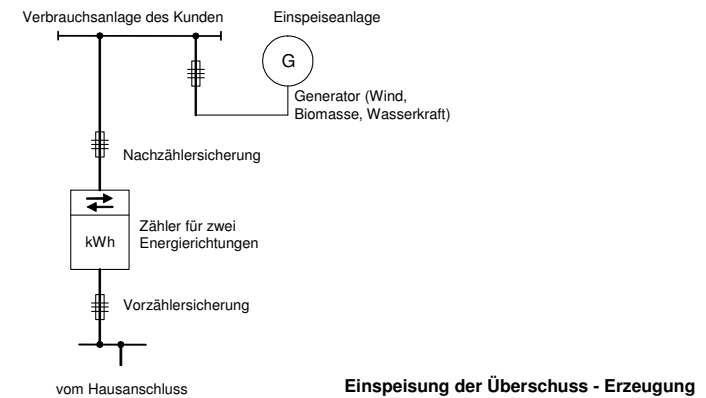 Verbrauchsanlage des Kunden
Einspeiseanlage
G
Generator (Wind,
Biomasse, Wasserkraft)
Nachzählersicherung
kWh
Zähler für zwei
Energierichtungen
Vorzählersicherung
vom Hausanschluss
Einspeisung der Überschuss - Erzeugung